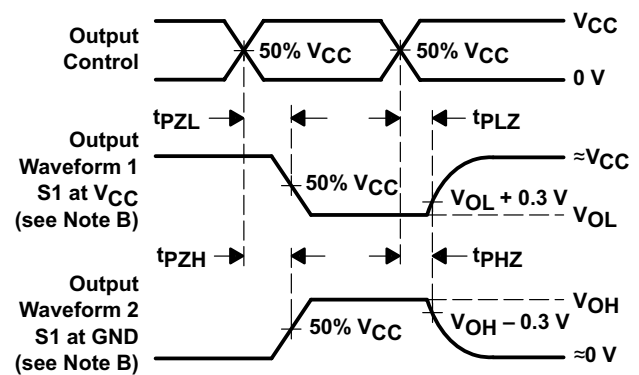 Output
Control
50% VCC
50% VCC
VCC
0 V
tPZL
tPLZ
Output
Waveform 1
S1 at VCC
(see Note B)
50% VCC
VOL + 0.3 V
≈VCC
VOL
tPZH
tPHZ
Output
Waveform 2
S1 at GND
(see Note B)
50% VCC
VOH – 0.3 V
VOH
≈0 V